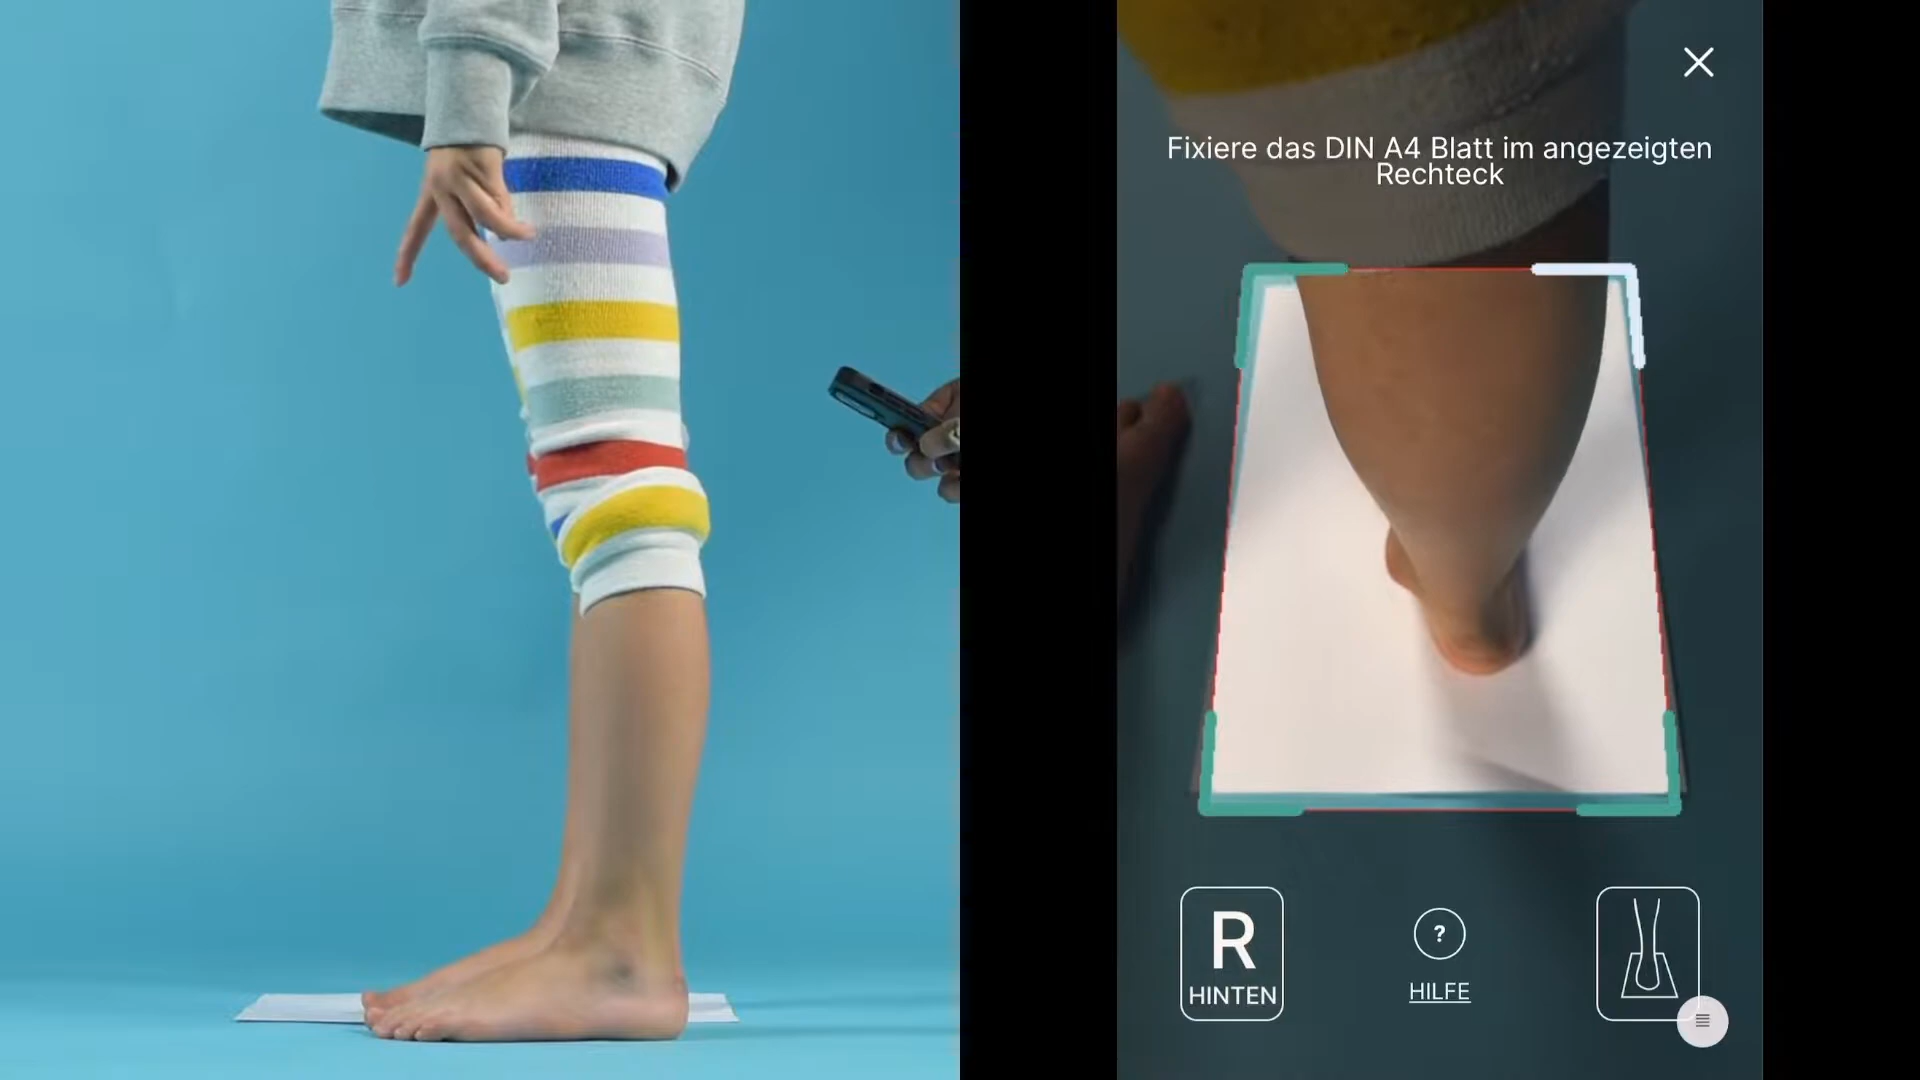 Fixiere das DIN A4 Blatt im angezeigten
Rechteck
R
HINTEN
?
HILFE